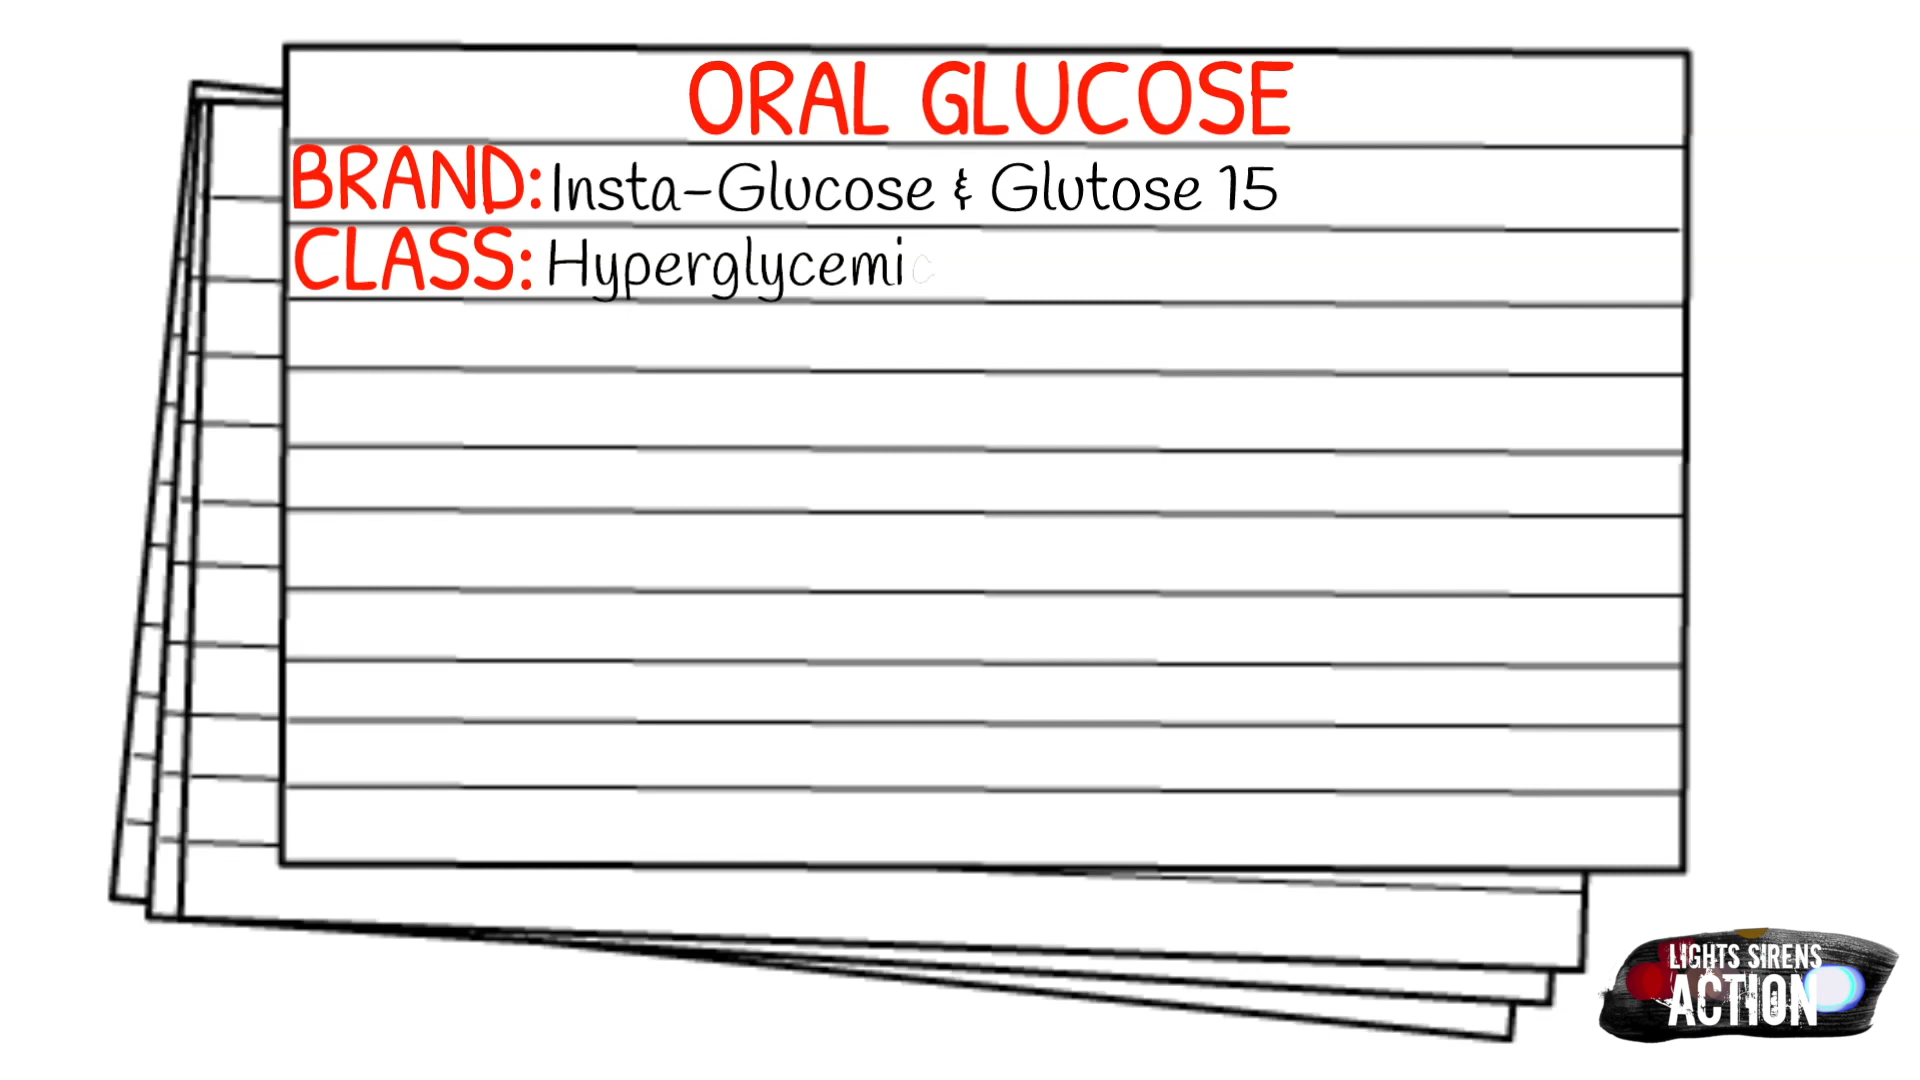 ORAL GLUCOSE
BRAND: Insta-Glucose & Glutose 15
CLASS: Hyperglycemic
LIGHTS SIRENS
ACTION